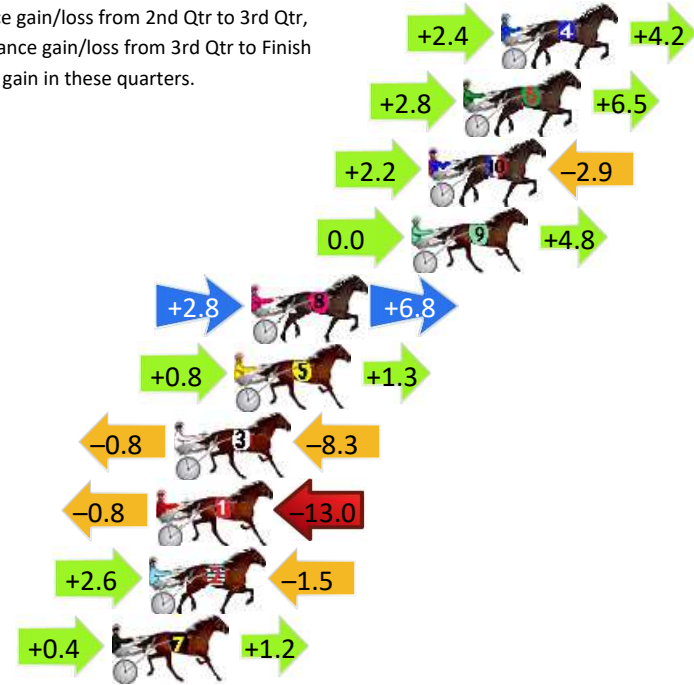 ce gain/loss from 2nd Qtr to 3rd Qtr,
ance gain/loss from 3rd Qtr to Finish
gain in these quarters.
+2.4 4 +4.2
+2.8 6 +6.5
+2.2 10 –2.9
0.0 9 +4.8
+2.8 8 +6.8
+0.8 5 +1.3
–0.8 3 –8.3
–0.8 1 –13.0
+2.6 2 –1.5
+0.4 7 +1.2